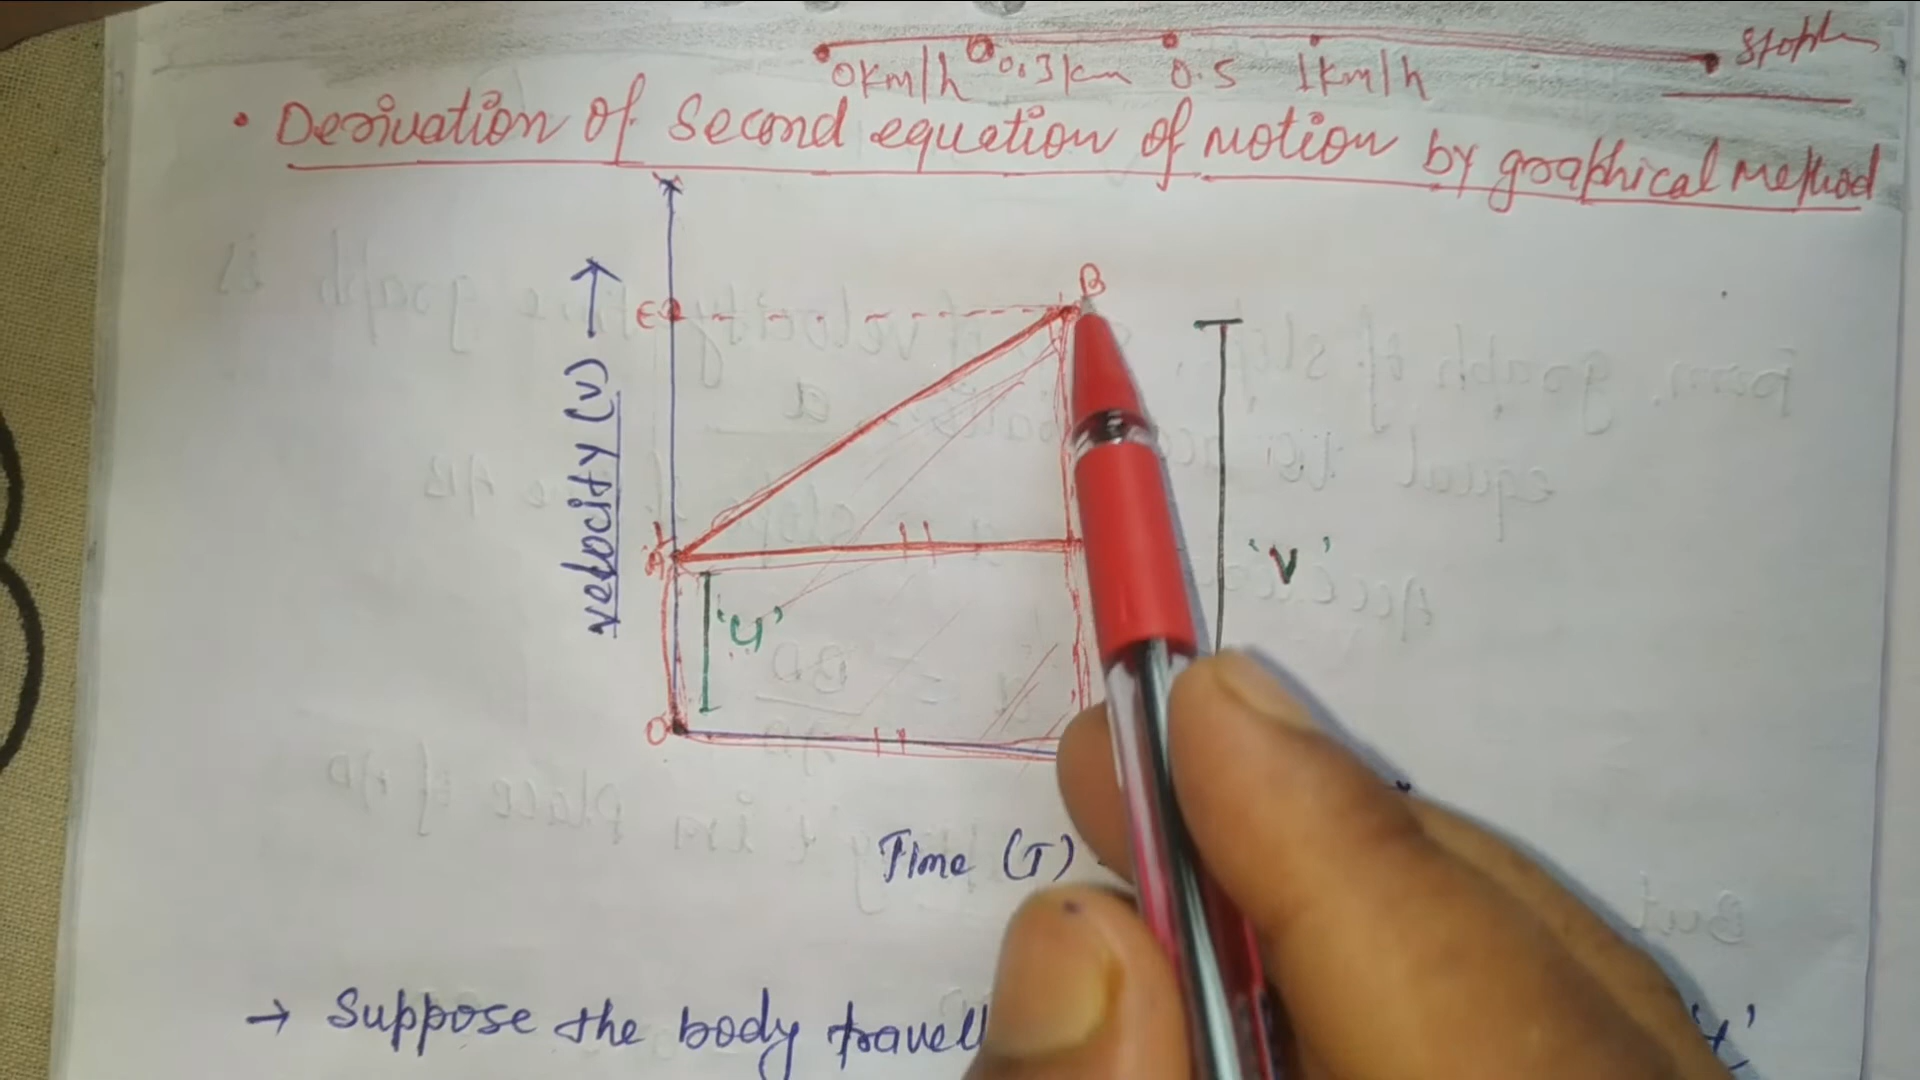 0km/h 0.3km 0.5 1km/h
• Derivation of Second equation of motion by graphical method
B
E
velocity (v)
A
'u'
'v'
O
Time (T)
→ Suppose the body travell